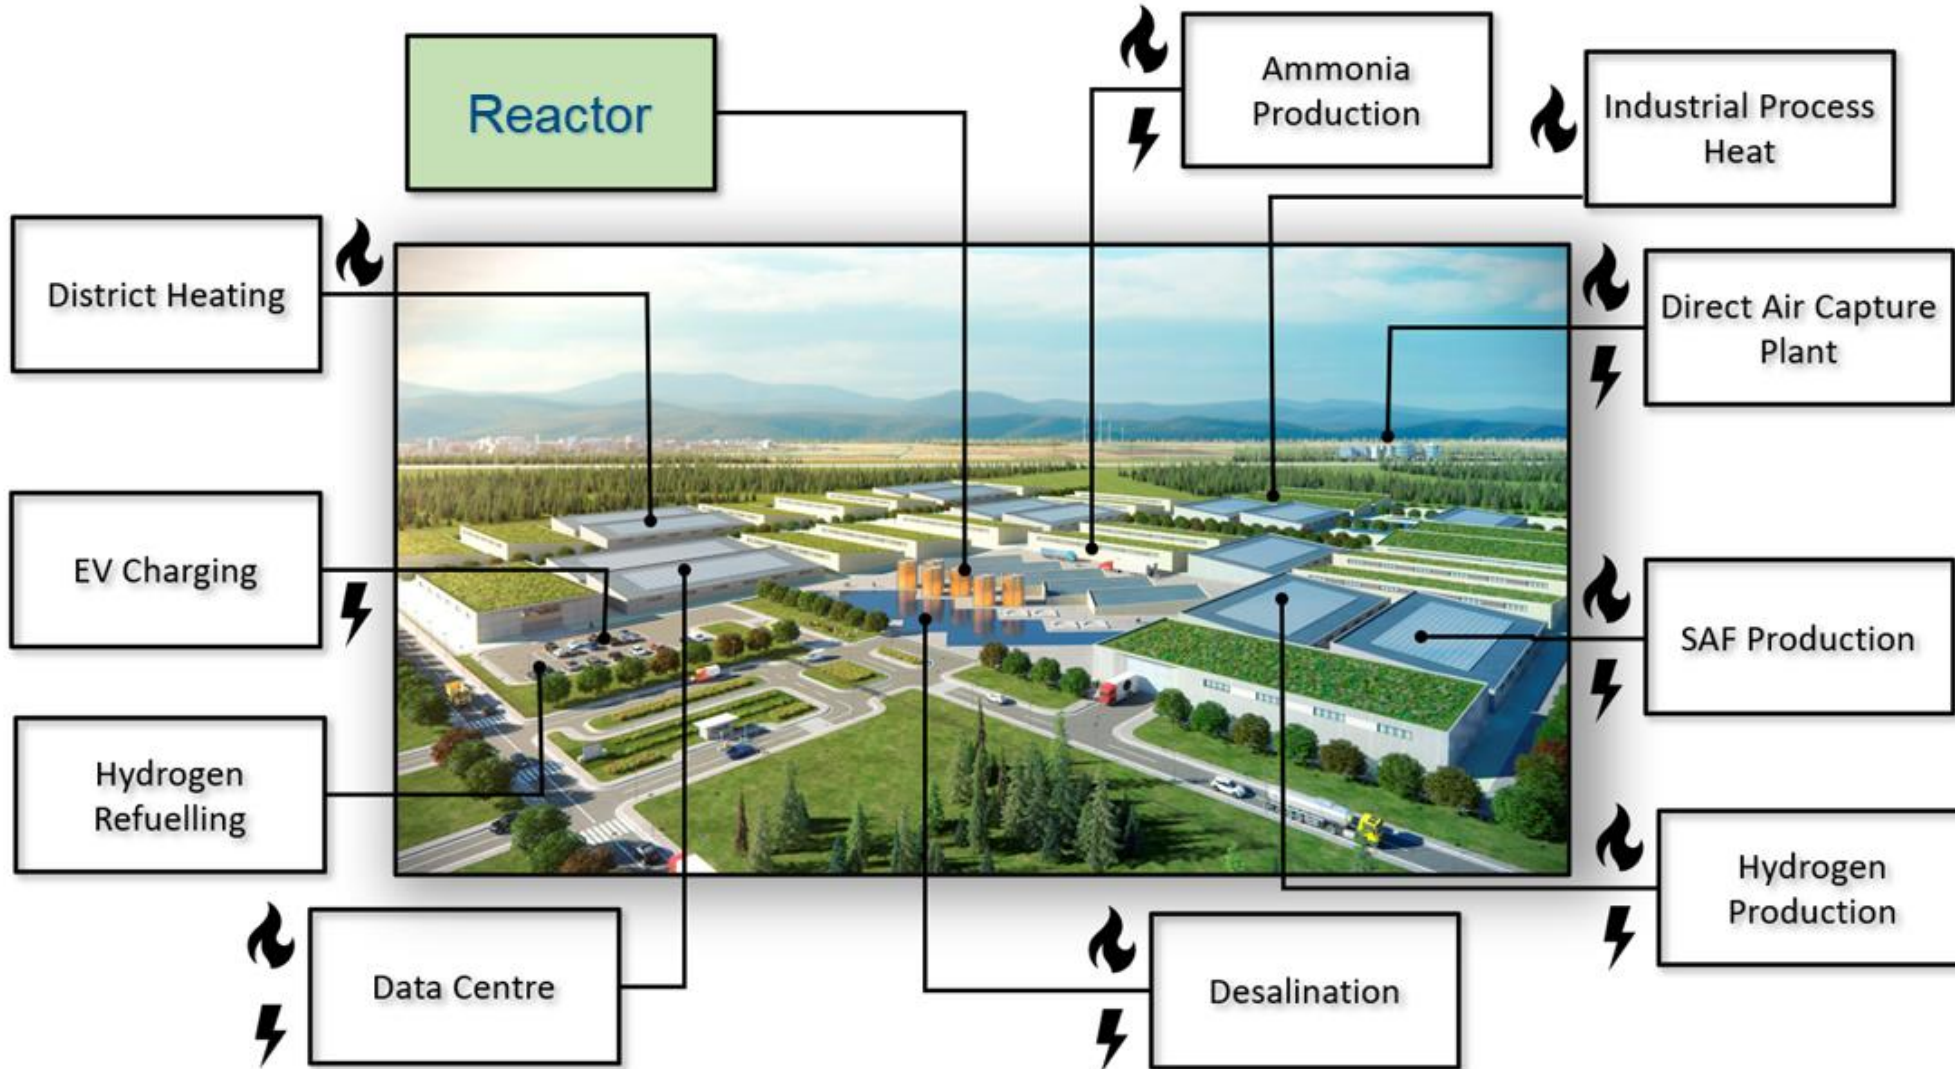 Reactor
Ammonia
Production
Industrial Process
Heat
District Heating
Direct Air Capture
Plant
EV Charging
SAF Production
Hydrogen
Refuelling
Hydrogen
Production
Data Centre
Desalination